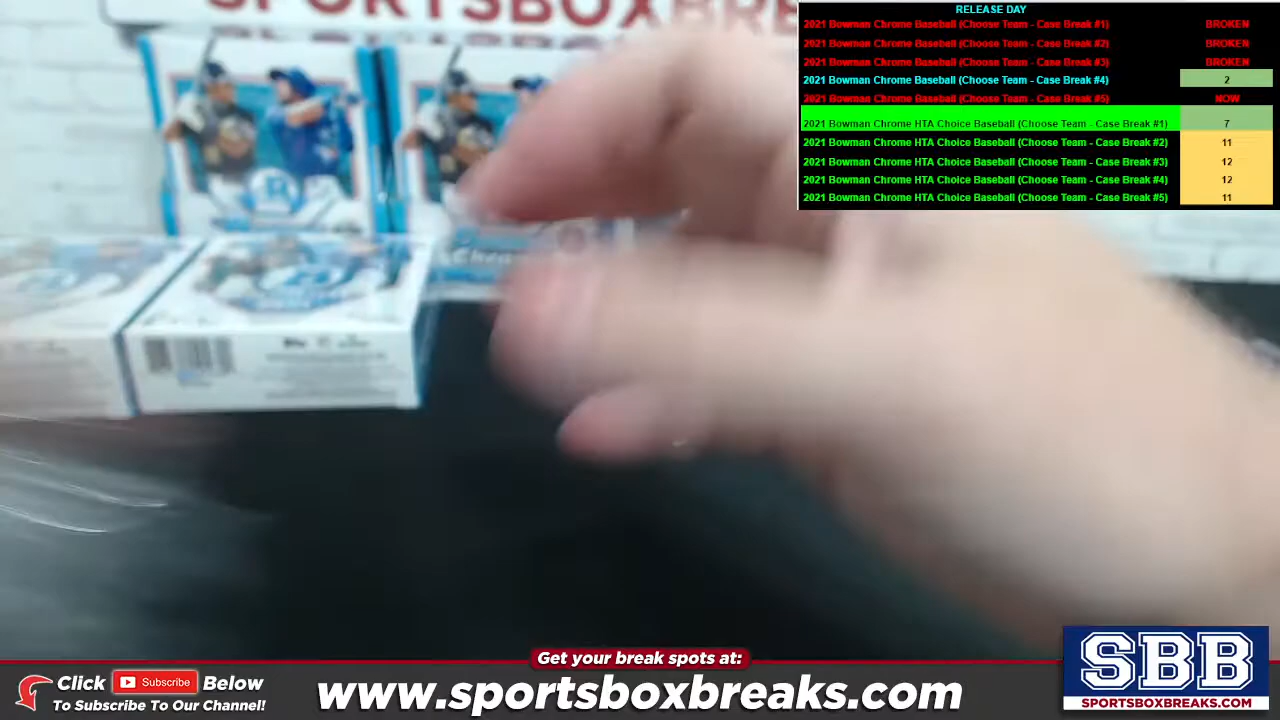 SPORTSBOXBRE
RELEASE DAY
2021 Bowman Chrome Baseball (Choose Team - Case Break #1) BROKEN
2021 Bowman Chrome Baseball (Choose Team - Case Break #2) BROKEN
2021 Bowman Chrome Baseball (Choose Team - Case Break #3) BROKEN
2021 Bowman Chrome Baseball (Choose Team - Case Break #4) 2
2021 Bowman Chrome Baseball (Choose Team - Case Break #5) NOW
2021 Bowman Chrome HTA Choice Baseball (Choose Team - Case Break #1) 7
2021 Bowman Chrome HTA Choice Baseball (Choose Team - Case Break #2) 11
2021 Bowman Chrome HTA Choice Baseball (Choose Team - Case Break #3) 12
2021 Bowman Chrome HTA Choice Baseball (Choose Team - Case Break #4) 12
2021 Bowman Chrome HTA Choice Baseball (Choose Team - Case Break #5) 11
Get your break spots at:
Click Subscribe Below
To Subscribe To Our Channel!
www.sportsboxbreaks.com
SBB
SPORTSBOXBREAKS.COM